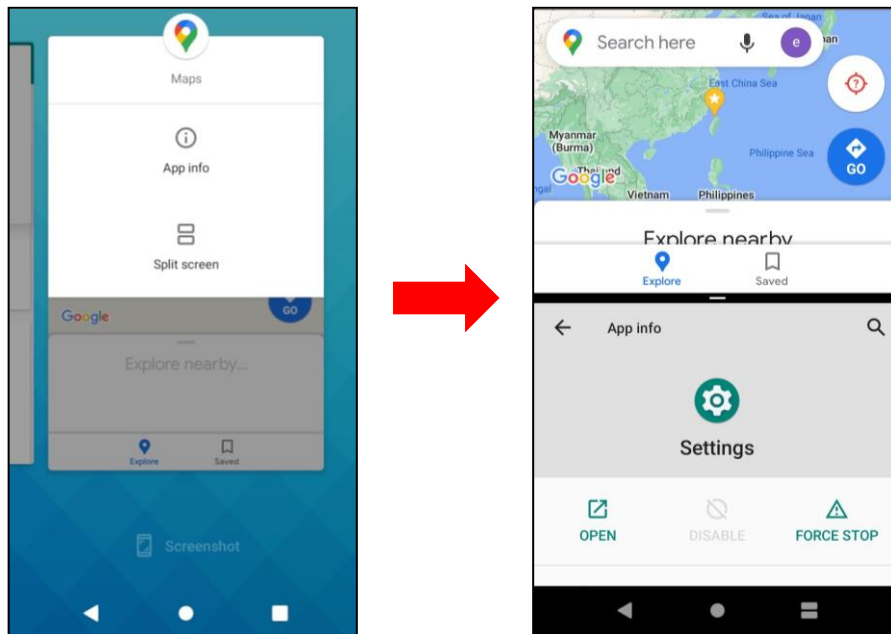 Maps
App info
Split screen
Google
GO
Explore nearby...
Explore
Saved
Screenshot
Search here
e
East China Sea
Myanmar
(Burma)
Philippine Sea
GO
Google
Vietnam
Philippines
Explore nearby
Explore
Saved
App info
Settings
OPEN
DISABLE
FORCE STOP